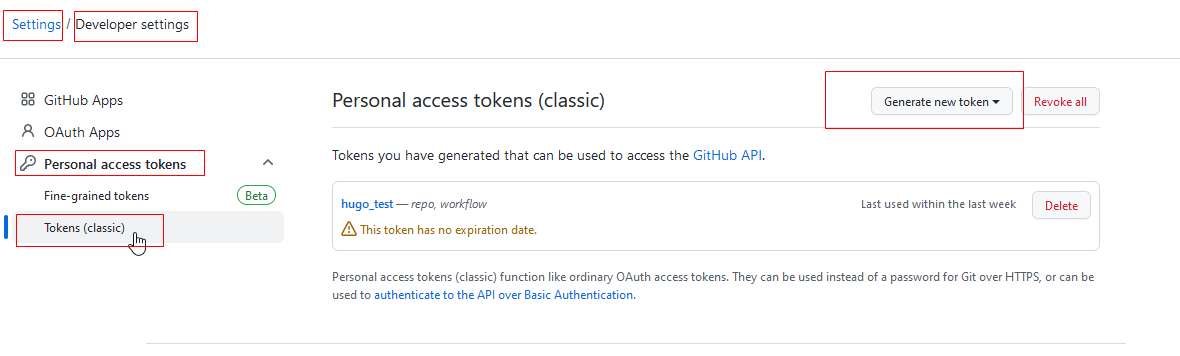 Settings / Developer settings
GitHub Apps
OAuth Apps
Personal access tokens
Fine-grained tokens Beta
Tokens (classic)
Personal access tokens (classic)
Generate new token Revoke all
Tokens you have generated that can be used to access the GitHub API.
hugo_test — repo, workflow Last used within the last week Delete
This token has no expiration date.
Personal access tokens (classic) function like ordinary OAuth access tokens. They can be used instead of a password for Git over HTTPS, or can be
used to authenticate to the API over Basic Authentication.